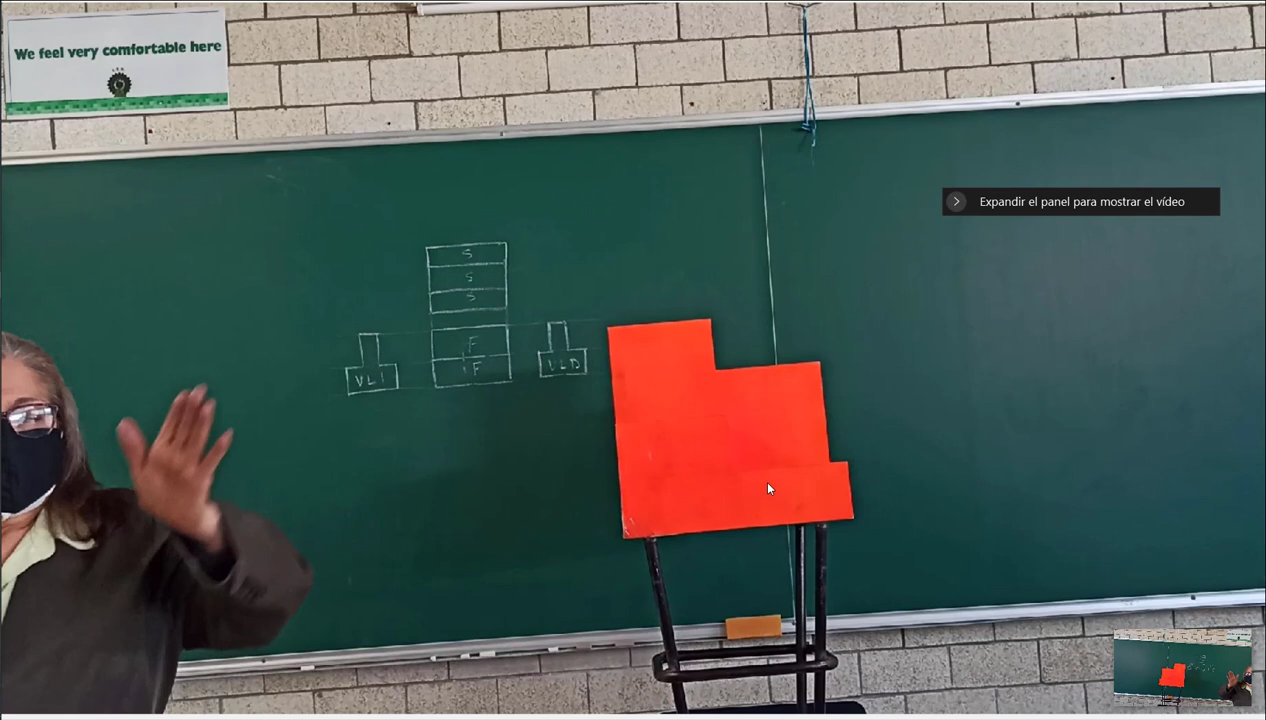 We feel very comfortable here
Expandir el panel para mostrar el vídeo
S
S
S
F
F
VLI
VLD